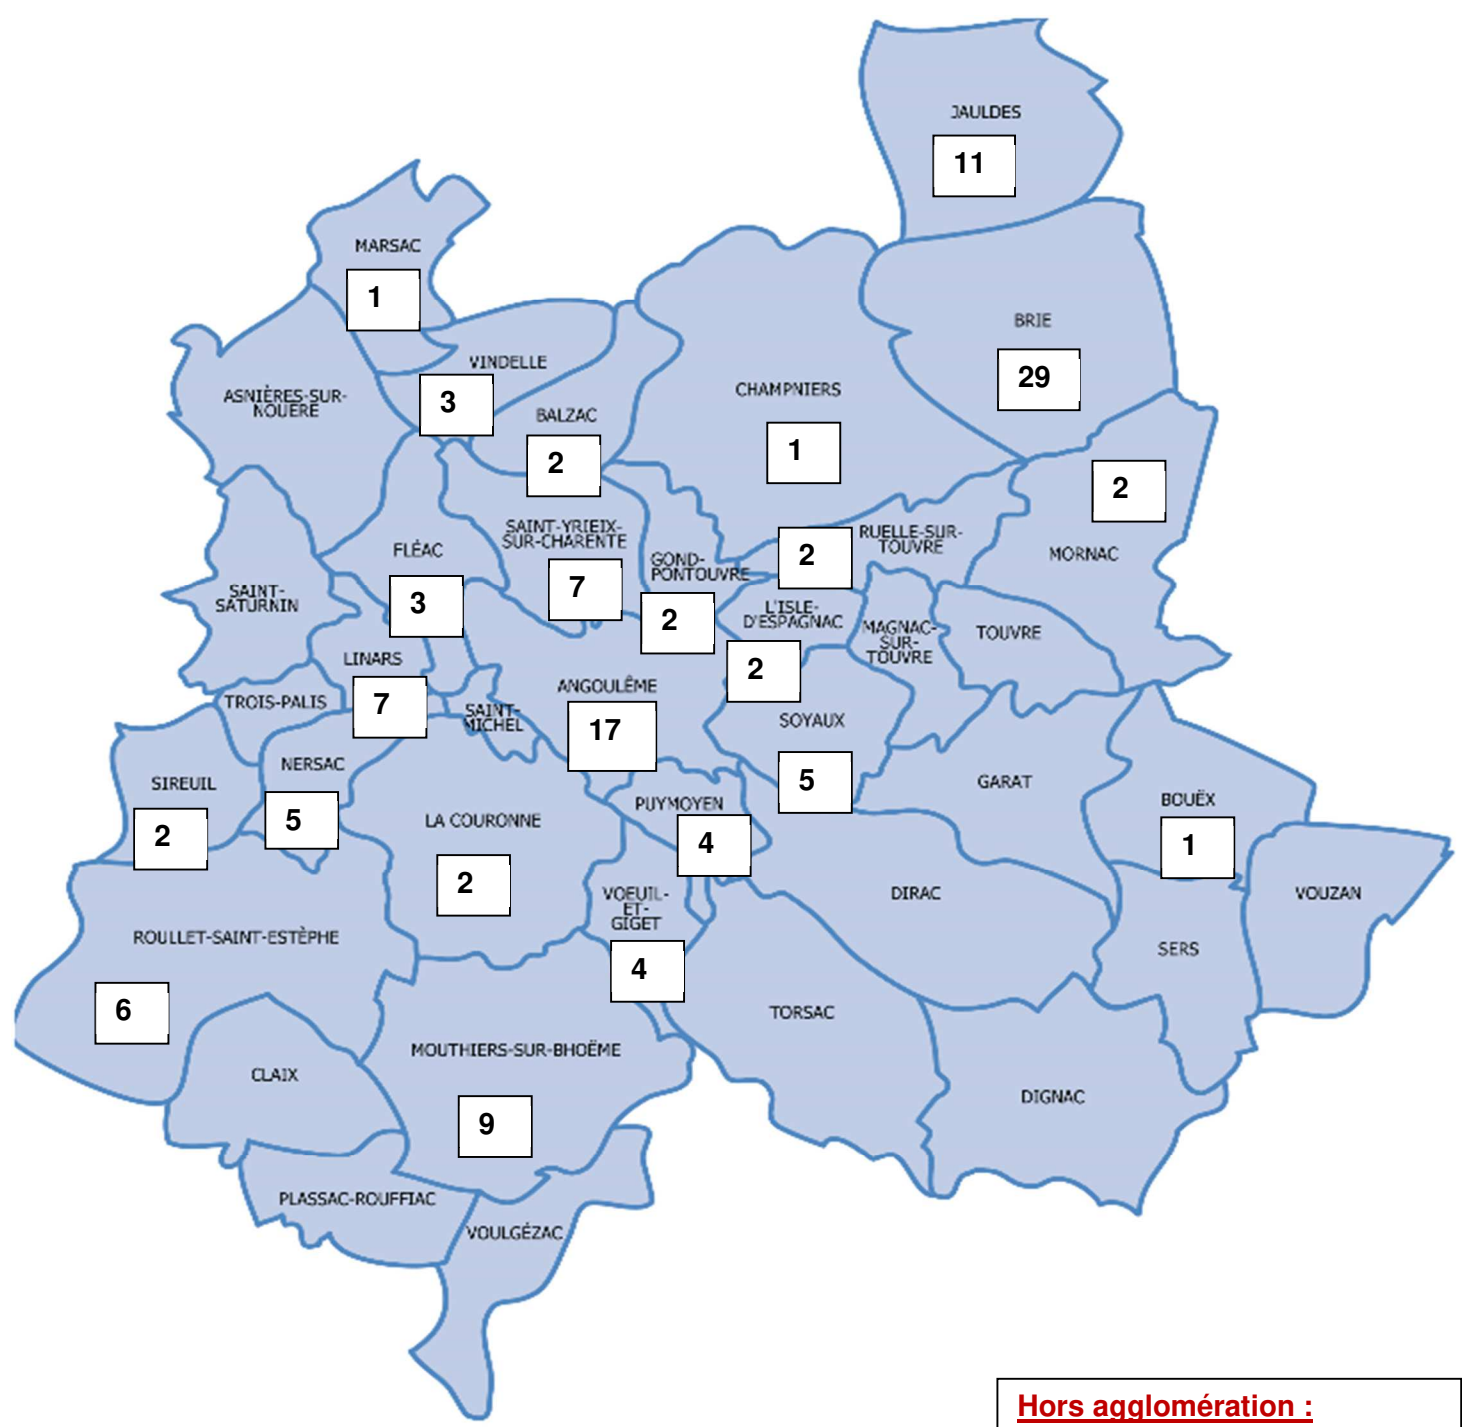 JAULDES
11
MARSAC
1
BRIE
29
VINDELLE
3
ASNIÈRES-SUR-
NOUERE
CHAMPNIERS
1
BALZAC
2
2
MORNAC
SAINT-YRIEIX-
SUR-CHARENTE
7
RUELLE-SUR-
TOUVRE
2
FLÉAC
3
GOND-
PONTOUVRE
2
SAINT-
SATURNIN
L'ISLE-
D'ESPAGNAC
2
MAGNAC-
SUR-
TOUVRE
TOUVRE
LINARS
7
ANGOULÊME
17
TROIS-PALIS
SAINT-
MICHEL
SOYAUX
5
NERSAC
5
SIREUIL
2
GARAT
BOUËX
1
PUYMOYEN
4
LA COURONNE
2
VOEUIL-
ET-
GIGET
4
DIRAC
VOUZAN
ROULLET-SAINT-ESTÈPHE
6
SERS
TORSAC
MOUTHIERS-SUR-BHOËME
9
CLAIX
DIGNAC
PLASSAC-ROUFFIAC
VOULGÉZAC
Hors agglomération :